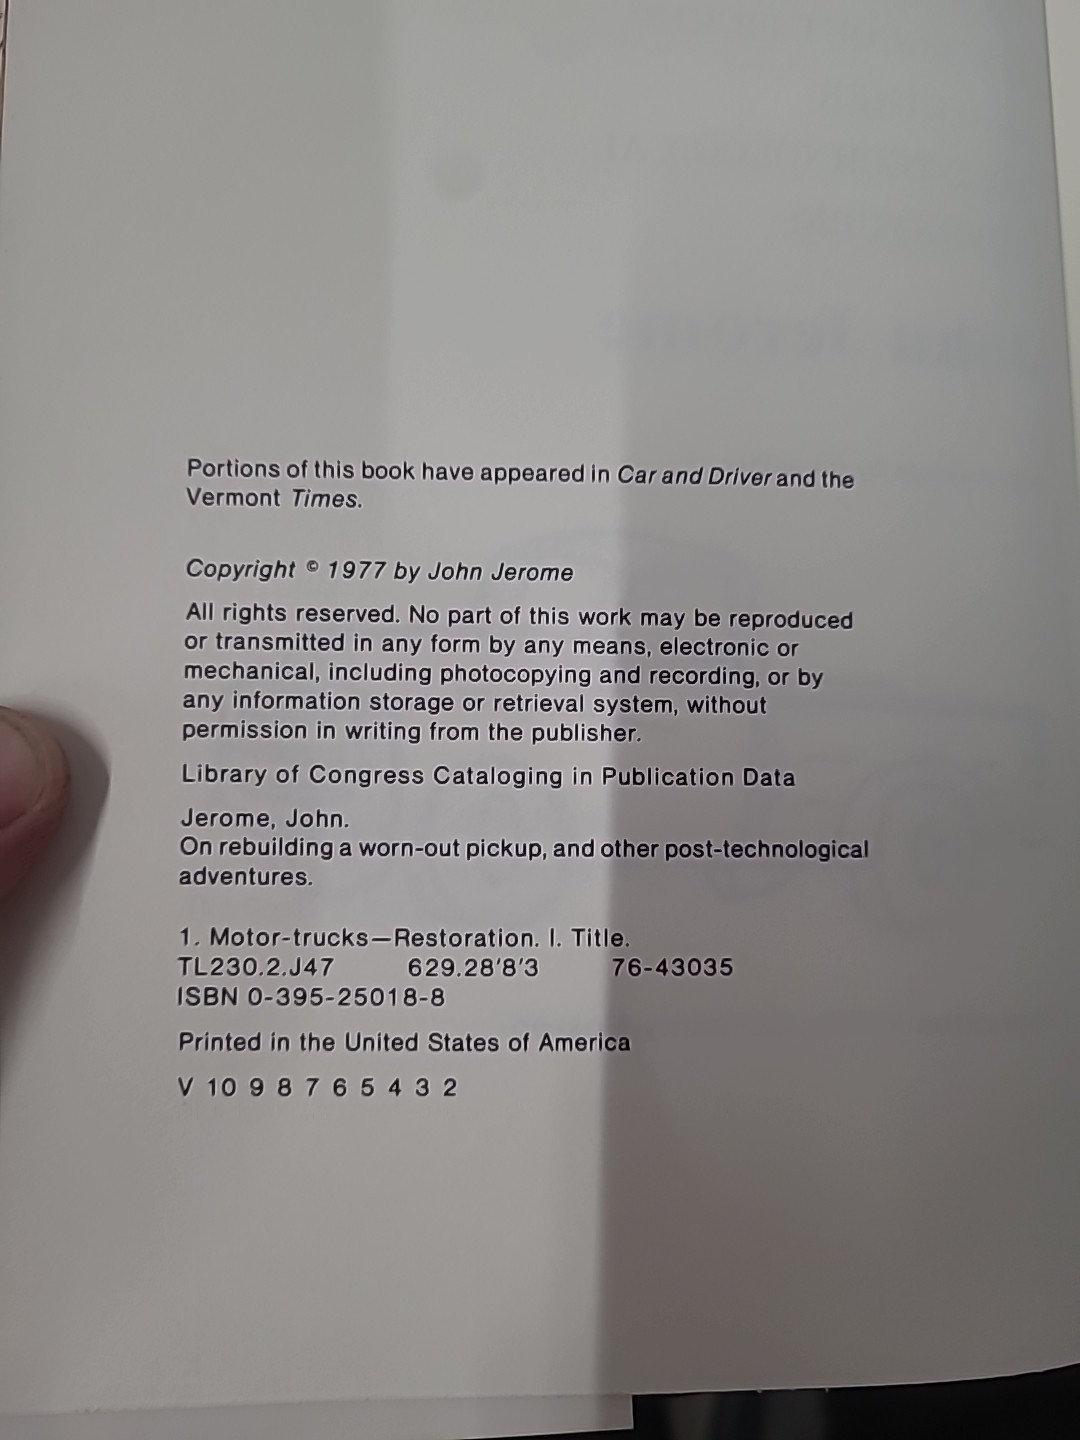 Portions of this book have appeared in Car and Driver and the
Vermont Times.
Copyright © 1977 by John Jerome
All rights reserved. No part of this work may be reproduced
or transmitted in any form by any means, electronic or
mechanical, including photocopying and recording, or by
any information storage or retrieval system, without
permission in writing from the publisher.
Library of Congress Cataloging in Publication Data
Jerome, John.
On rebuilding a worn-out pickup, and other post-technological
adventures.
1. Motor-trucks—Restoration. I. Title.
TL230.2.J47 629.28'8'3 76-43035
ISBN 0-395-25018-8
Printed in the United States of America
V 10 9 8 7 6 5 4 3 2